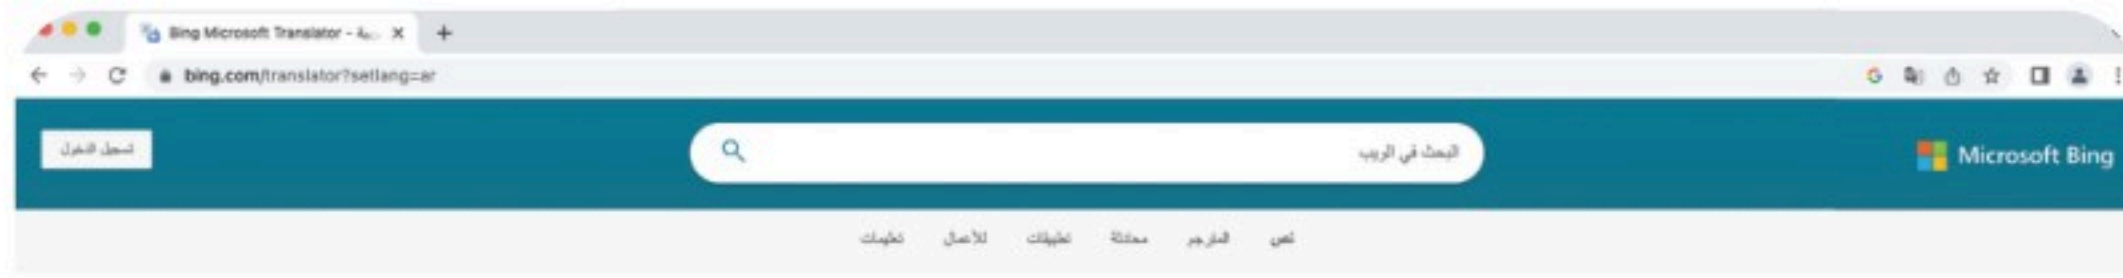 Bing Microsoft Translator -
bing.com/translator?setlang=ar
Microsoft Bing
البحث في الويب
تسجيل الدخول
نص المترجم محادثة تطبيقات للأعمال تعليمات